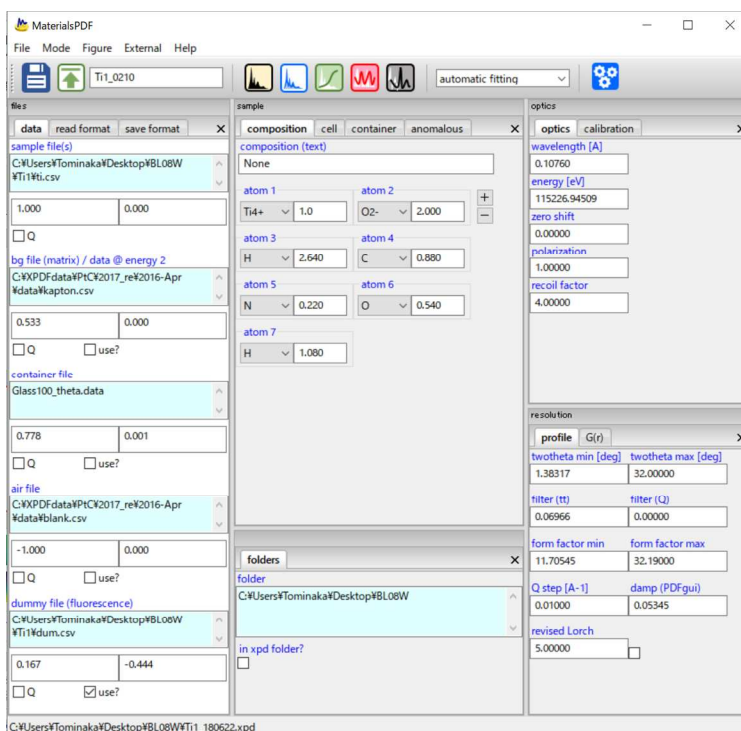 MaterialsPDF
File Mode Figure External Help
Ti1_0210
automatic fitting
files
data read format save format
sample file(s)
C:¥Users¥Tominaka¥Desktop¥BL08W
¥Ti1¥ti.csv
1.000 0.000
Q
bg file (matrix) / data @ energy 2
C:¥XPDFdata¥PtC¥2017_re¥2016-Apr
¥data¥kapton.csv
0.533 0.000
Q use?
container file
Glass100_theta.data
0.778 0.001
Q use?
air file
C:¥XPDFdata¥PtC¥2017_re¥2016-Apr
¥data¥blank.csv
-1.000 0.000
Q use?
dummy file (fluorescence)
C:¥Users¥Tominaka¥Desktop¥BL08W
¥Ti1¥dum.csv
0.167 -0.444
Q use?
sample
composition cell container anomalous
composition (text)
None
atom 1 atom 2
Ti4+ 1.0 O2- 2.000
atom 3 atom 4
H 2.640 C 0.880
atom 5 atom 6
N 0.220 O 0.540
atom 7
H 1.080
folders
folder
C:¥Users¥Tominaka¥Desktop¥BL08W
in xpd folder?
optics
optics calibration
wavelength [A]
0.10760
energy [eV]
115226.94509
zero shift
0.00000
polarization
1.00000
recoil factor
4.00000
resolution
profile G(r)
twotheta min [deg] twotheta max [deg]
1.38317 32.00000
filter (tt) filter (Q)
0.06966 0.00000
form factor min form factor max
11.70545 32.19000
Q step [A-1] damp (PDFgui)
0.01000 0.05345
revised Lorch
5.00000
C:¥Users¥Tominaka¥Desktop¥BL08W¥Ti1_180622.xpd